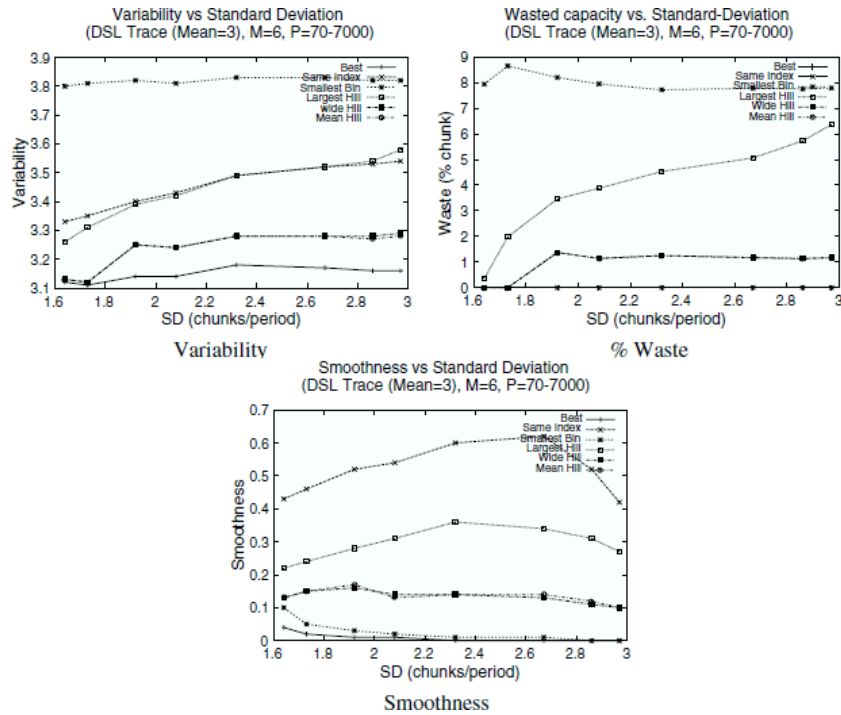 Variability vs Standard Deviation
(DSL Trace (Mean=3), M=6, P=70-7000)
Variability
3.9
3.8
3.7
3.6
3.5
3.4
3.3
3.2
3.1
Best
Same Index
Smallest Bin
Largest Hill
wide Hill
Mean Hill
1.6 1.8 2 2.2 2.4 2.6 2.8 3
SD (chunks/period)
Variability
Wasted capacity vs. Standard-Deviation
(DSL Trace (Mean=3), M=6, P=70-7000)
Waste (% chunk)
9
8
7
6
5
4
3
2
1
0
Best
Same Index
Smallest Bin
Largest Hill
Wide Hill
Mean Hill
1.6 1.8 2 2.2 2.4 2.6 2.8 3
SD (chunks/period)
% Waste
Smoothness vs Standard Deviation
(DSL Trace (Mean=3), M=6, P=70-7000)
Smoothness
0.7
0.6
0.5
0.4
0.3
0.2
0.1
0
Best
Same Index
Smallest Bin
Largest Hill
Wide Hill
Mean Hill
1.6 1.8 2 2.2 2.4 2.6 2.8 3
SD (chunks/period)
Smoothness